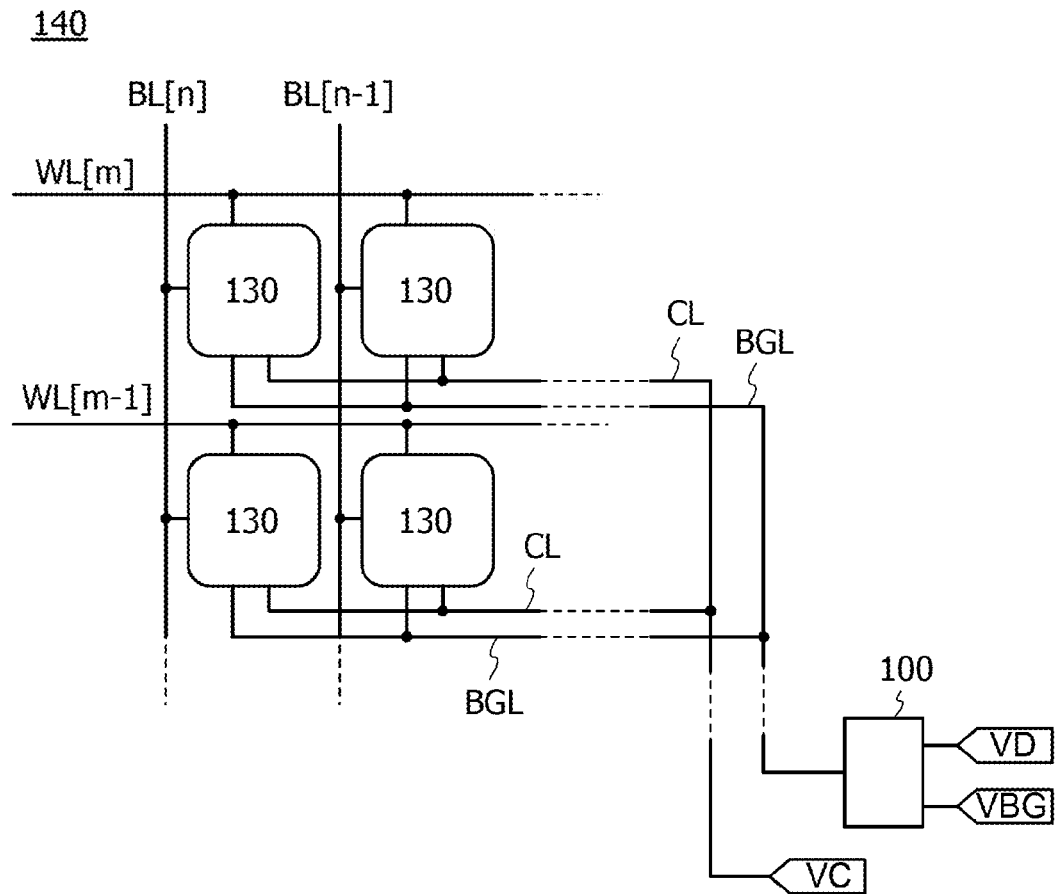 140
BL[n] BL[n-1]
WL[m]
130 130
CL
BGL
WL[m-1]
130 130
CL
BGL
100
VD
VBG
VC